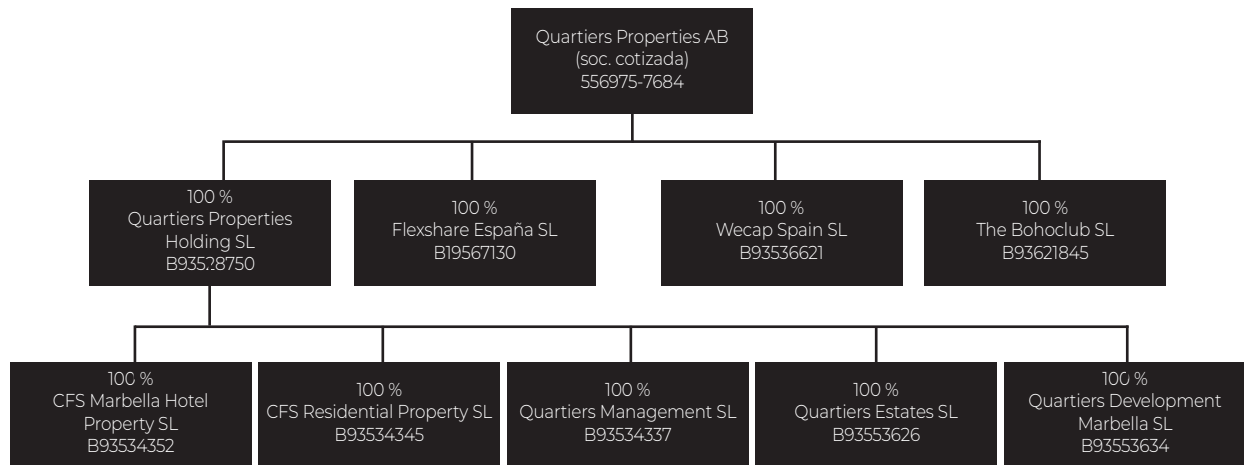 Quartiers Properties AB
(soc. cotizada)
556975-7684
100 %
Quartiers Properties
Holding SL
B93528750
100 %
Flexshare España SL
B19567130
100 %
Wecap Spain SL
B93536621
100 %
The Bohoclub SL
B93621845
100 %
CFS Marbella Hotel
Property SL
B93534352
100 %
CFS Residential Property SL
B93534345
100 %
Quartiers Management SL
B93534337
100 %
Quartiers Estates SL
B93553626
100 %
Quartiers Development
Marbella SL
B93553634